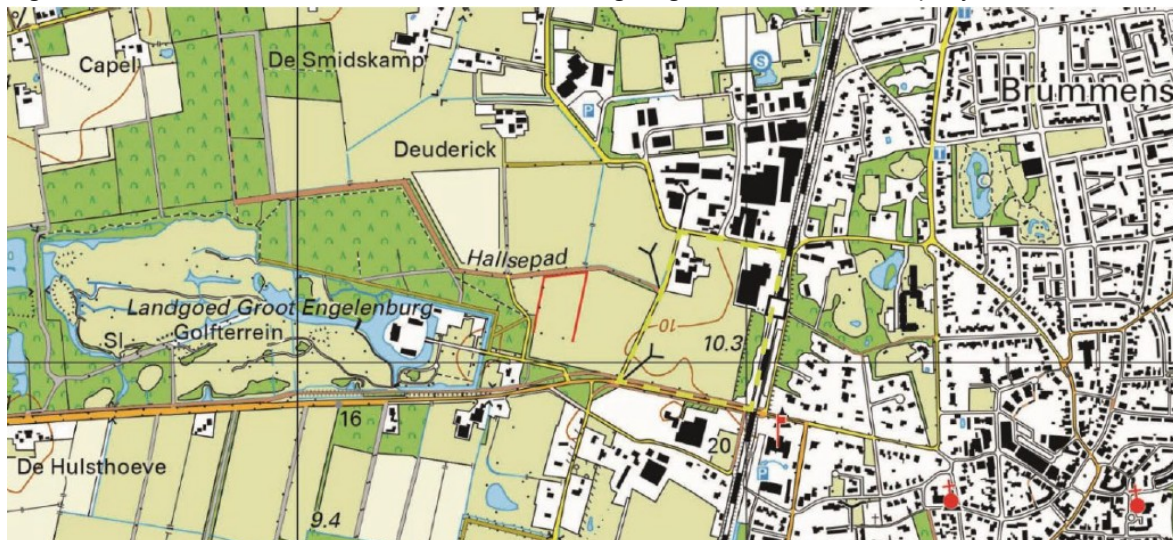 Capel
De Smidskamp
S
Brummens
P
Deuderick
Hallsepad
Landgoed Groot Engelenburg
Golfterrein
Sl
10
10.3
16
20
P
De Hulsthoeve
9.4